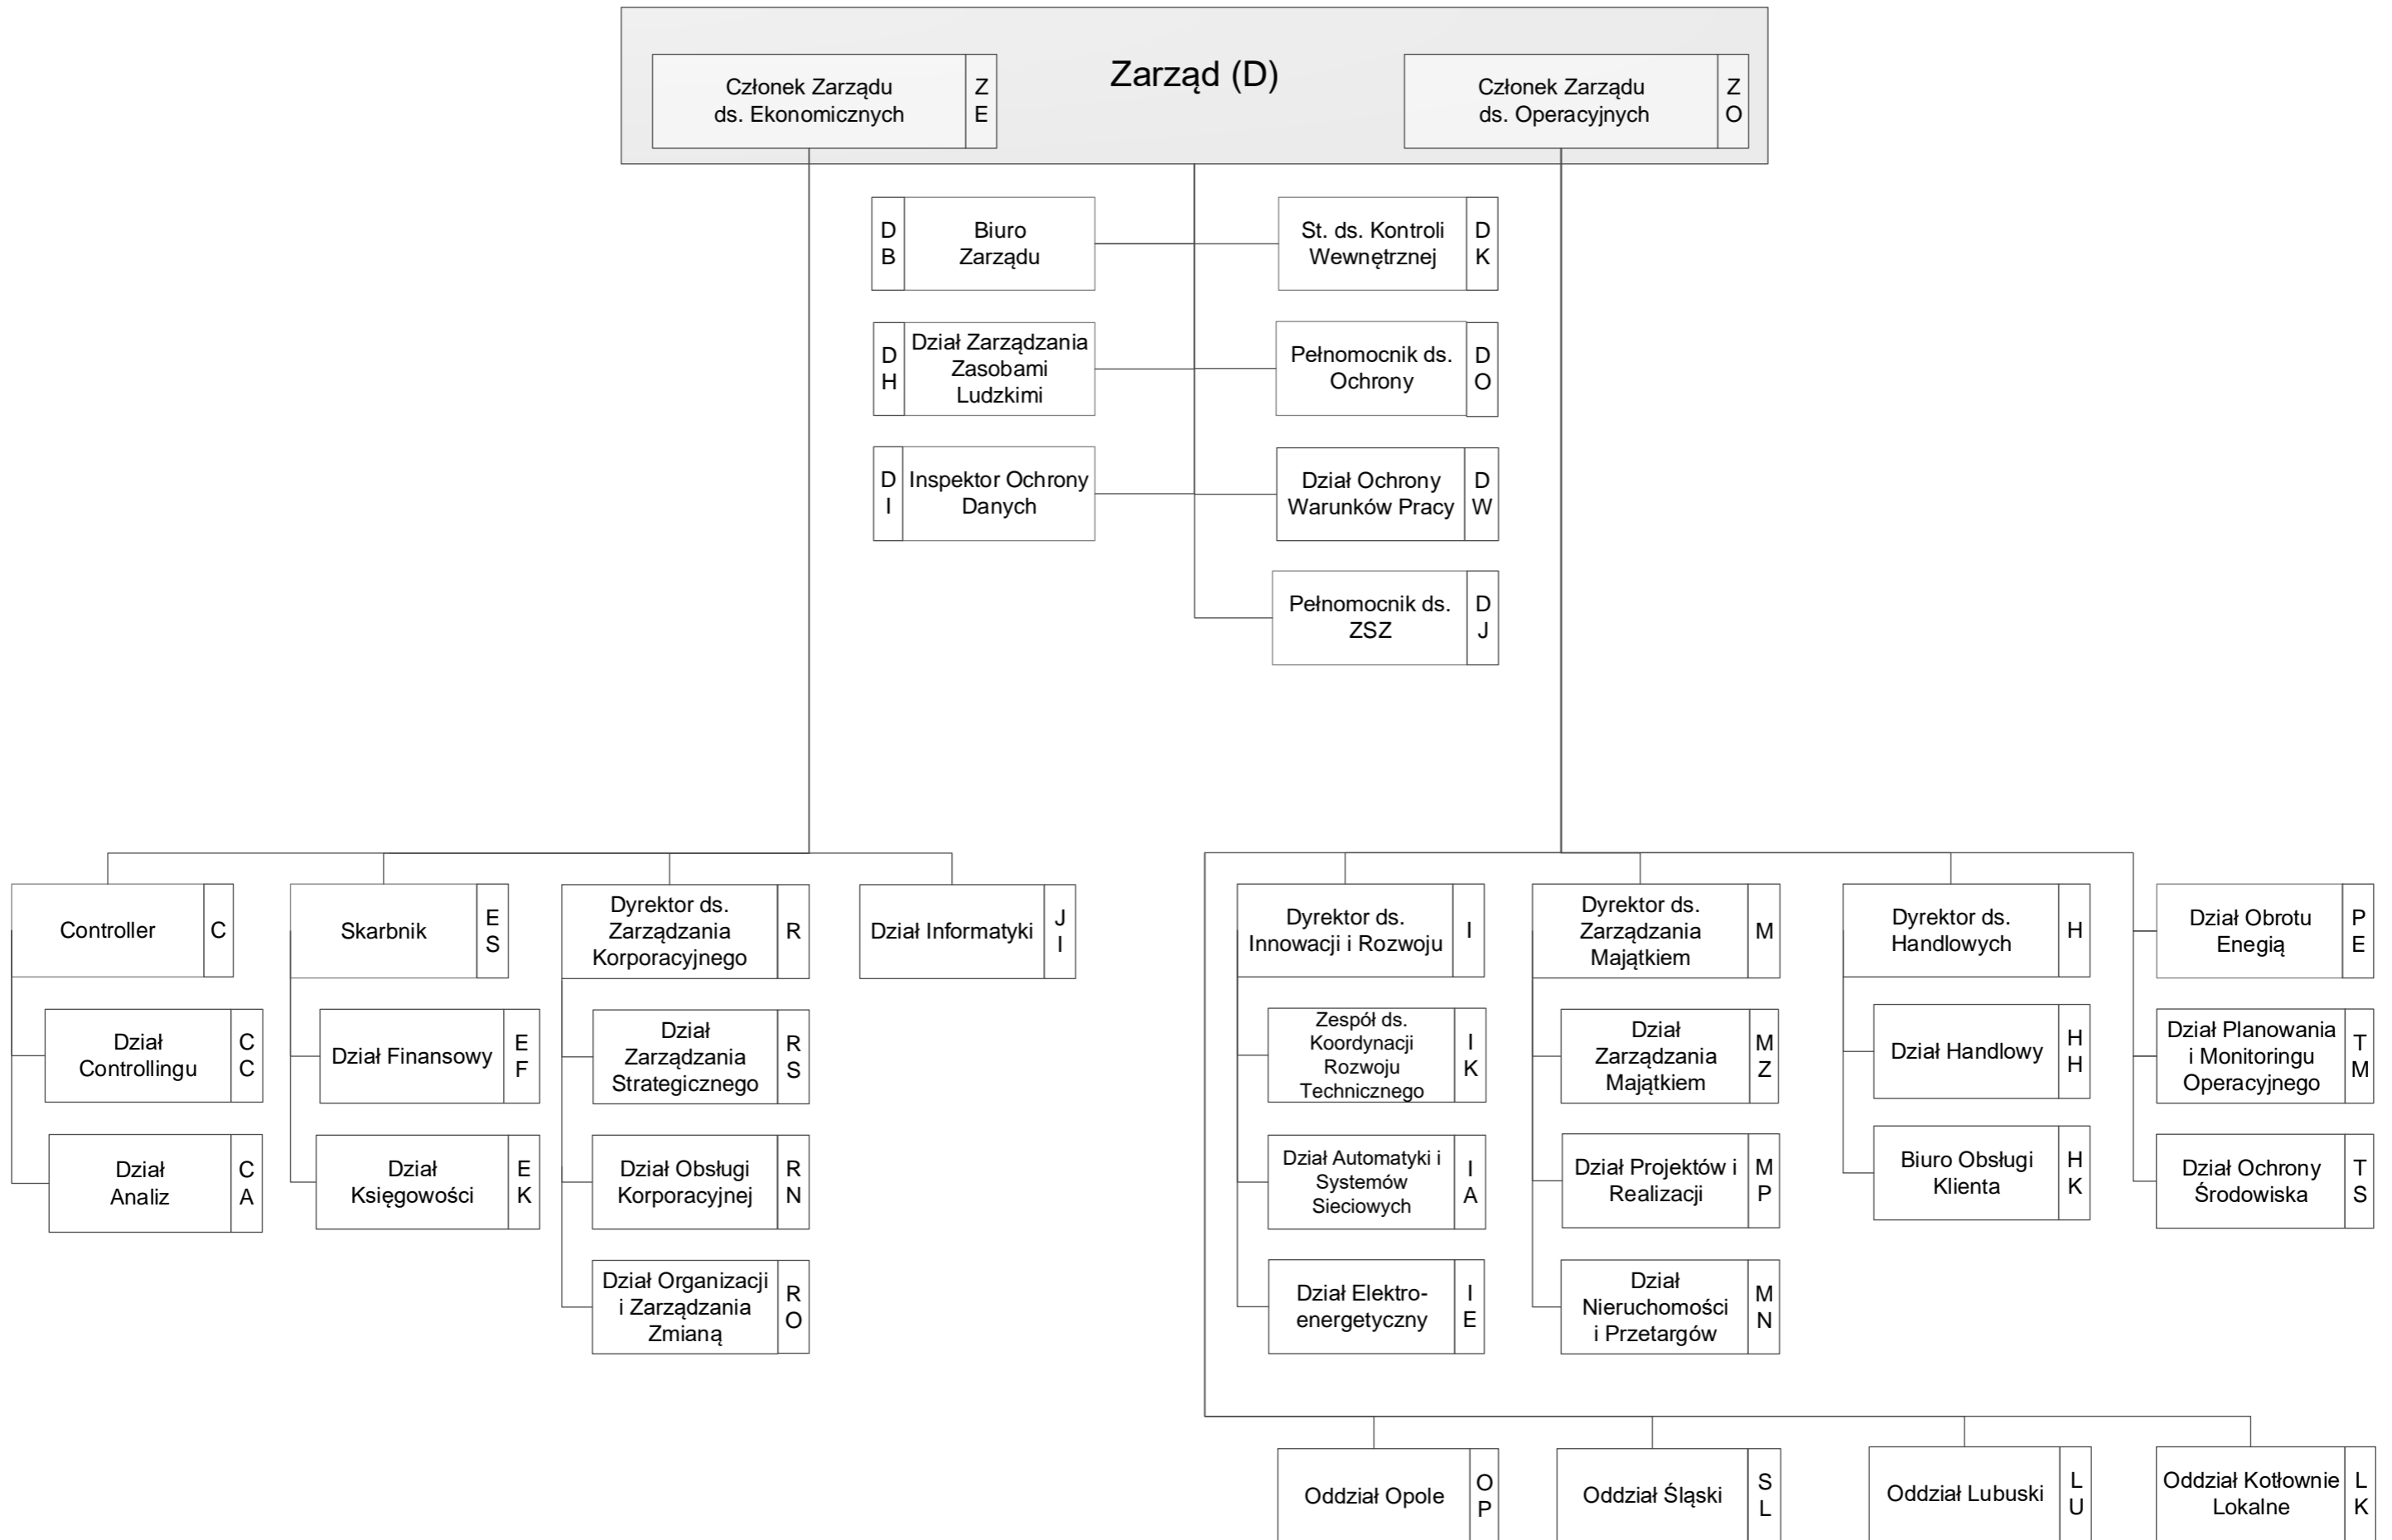 Zarząd (D)
Członek Zarządu
ds. Ekonomicznych
Z
E
Członek Zarządu
ds. Operacyjnych
Z
O
D
B
Biuro
Zarządu
St. ds. Kontroli
Wewnętrznej
D
K
D
H
Dział Zarządzania
Zasobami
Ludzkimi
Pełnomocnik ds.
Ochrony
D
O
D
I
Inspektor Ochrony
Danych
Dział Ochrony
Warunków Pracy
D
W
Pełnomocnik ds.
ZSZ
D
J
Controller
C
Skarbnik
E
S
Dyrektor ds.
Zarządzania
Korporacyjnego
R
Dział Informatyki
J
I
Dyrektor ds.
Innowacji i Rozwoju
I
Dyrektor ds.
Zarządzania
Majątkiem
M
Dyrektor ds.
Handlowych
H
Dział Obrotu
Enegią
P
E
Dział
Controllingu
C
C
Dział Finansowy
E
F
Dział
Zarządzania
Strategicznego
R
S
Zespół ds.
Koordynacji
Rozwoju
Technicznego
I
K
Dział
Zarządzania
Majątkiem
M
Z
Dział Handlowy
H
H
Dział Planowania
i Monitoringu
Operacyjnego
T
M
Dział
Analiz
C
A
Dział
Księgowości
E
K
Dział Obsługi
Korporacyjnej
R
N
Dział Automatyki i
Systemów
Sieciowych
I
A
Dział Projektów i
Realizacji
M
P
Biuro Obsługi
Klienta
H
K
Dział Ochrony
Środowiska
T
S
Dział Organizacji
i Zarządzania
Zmianą
R
O
Dział Elektro-
energetyczny
I
E
Dział
Nieruchomości
i Przetargów
M
N
Oddział Opole
O
P
Oddział Śląski
S
L
Oddział Lubuski
L
U
Oddział Kotłownie
Lokalne
L
K